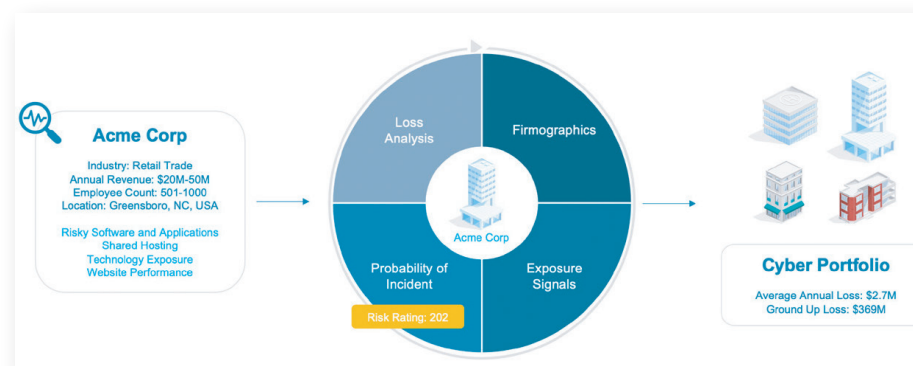 Acme Corp
Industry: Retail Trade
Annual Revenue: $20M-50M
Employee Count: 501-1000
Location: Greensboro, NC, USA
Risky Software and Applications
Shared Hosting
Technology Exposure
Website Performance
Loss
Analysis
Firmographics
Acme Corp
Probability of
Incident
Risk Rating: 202
Exposure
Signals
Cyber Portfolio
Average Annual Loss: $2.7M
Ground Up Loss: $369M